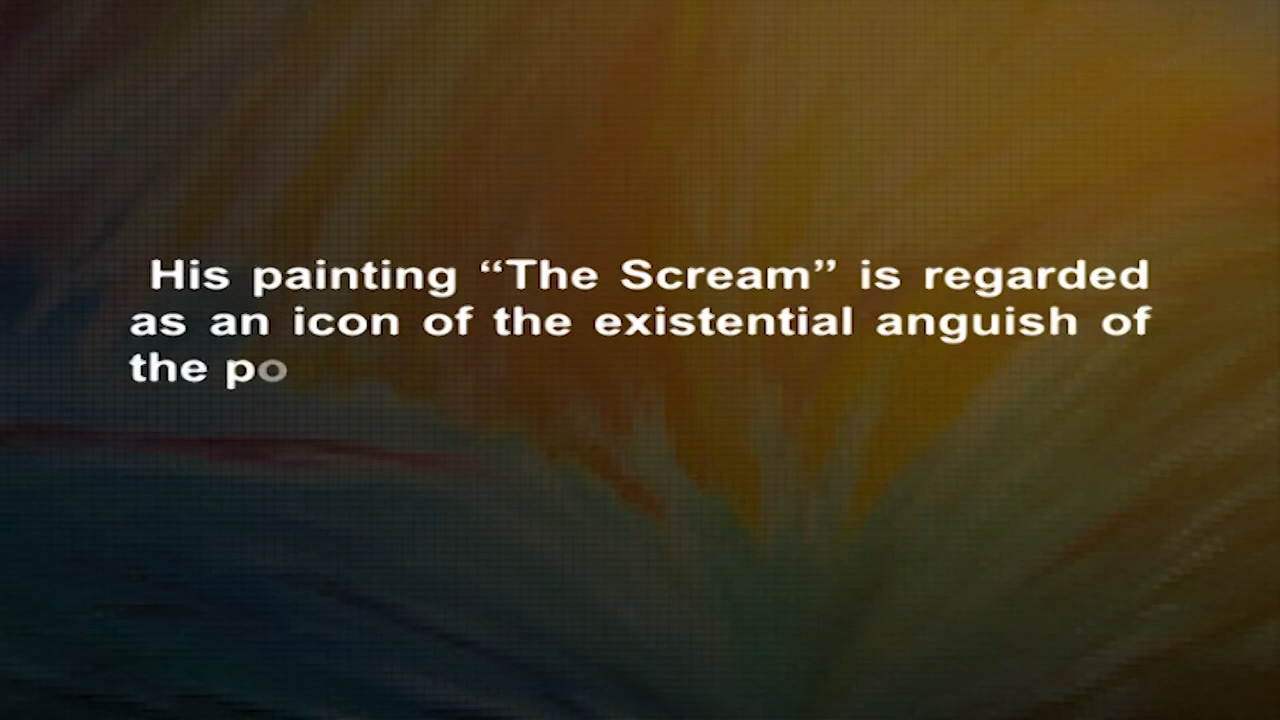 His painting “The Scream” is regarded
as an icon of the existential anguish of
the po